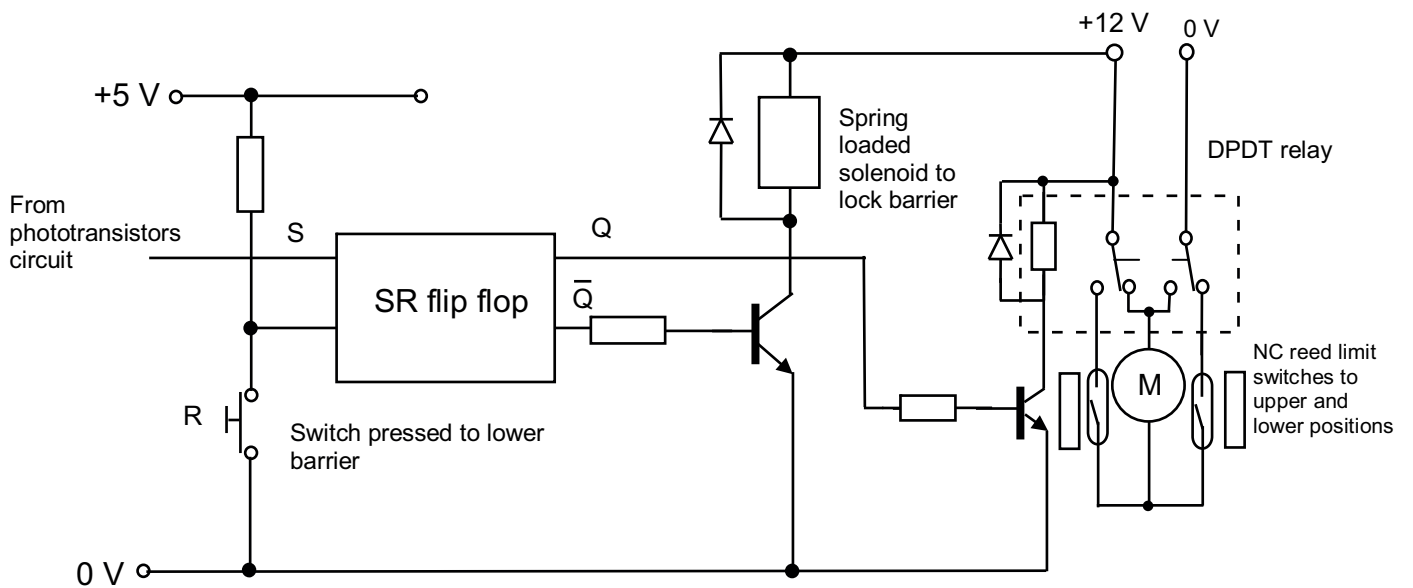 +12 V
0 V
+5 V
Spring
loaded
solenoid to
lock barrier
DPDT relay
From
phototransistors
circuit
S
Q
SR flip flop
Q̄
NC reed limit
switches to
upper and
lower positions
M
R
Switch pressed to lower
barrier
0 V